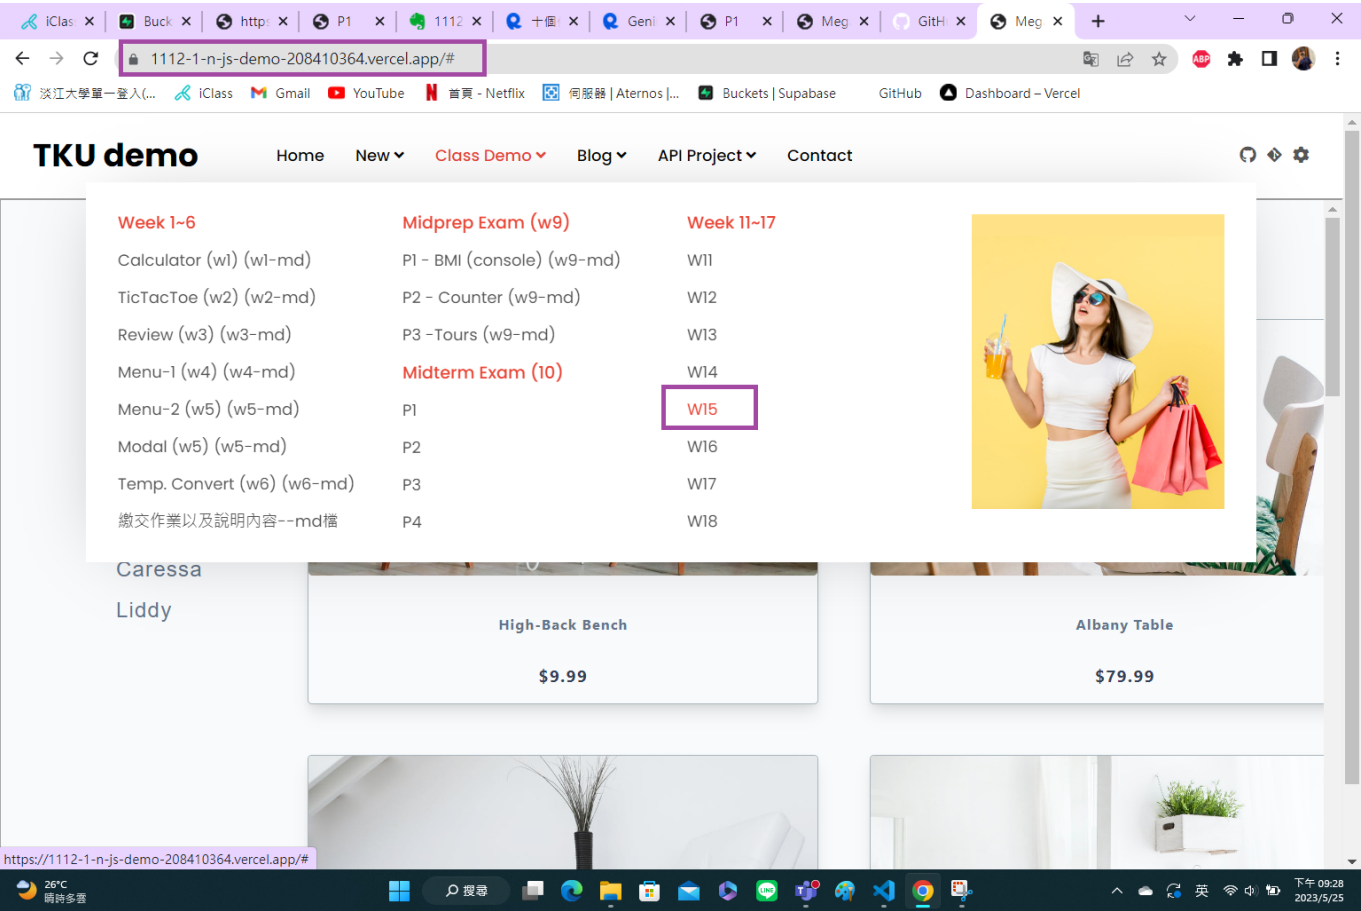 iClas
Buck
https
P1
1112
十個
Geni
P1
Meg
GitH
Meg
1112-1-n-js-demo-208410364.vercel.app/#
ABP
淡江大學單一登入(...
iClass
Gmail
YouTube
首頁 - Netflix
伺服器 | Aternos |...
Buckets | Supabase
GitHub
Dashboard – Vercel
TKU demo
Home
New
Class Demo
Blog
API Project
Contact
Week 1~6
Calculator (w1) (w1-md)
TicTacToe (w2) (w2-md)
Review (w3) (w3-md)
Menu-1 (w4) (w4-md)
Menu-2 (w5) (w5-md)
Modal (w5) (w5-md)
Temp. Convert (w6) (w6-md)
繳交作業以及說明內容--md檔
Midprep Exam (w9)
P1 - BMI (console) (w9-md)
P2 - Counter (w9-md)
P3 -Tours (w9-md)
Midterm Exam (10)
P1
P2
P3
P4
Week 11~17
W11
W12
W13
W14
W15
W16
W17
W18
Caressa
Liddy
High-Back Bench
$9.99
Albany Table
$79.99
https://1112-1-n-js-demo-208410364.vercel.app/#
26°C
晴時多雲
搜尋
英
下午 09:28
2023/5/25